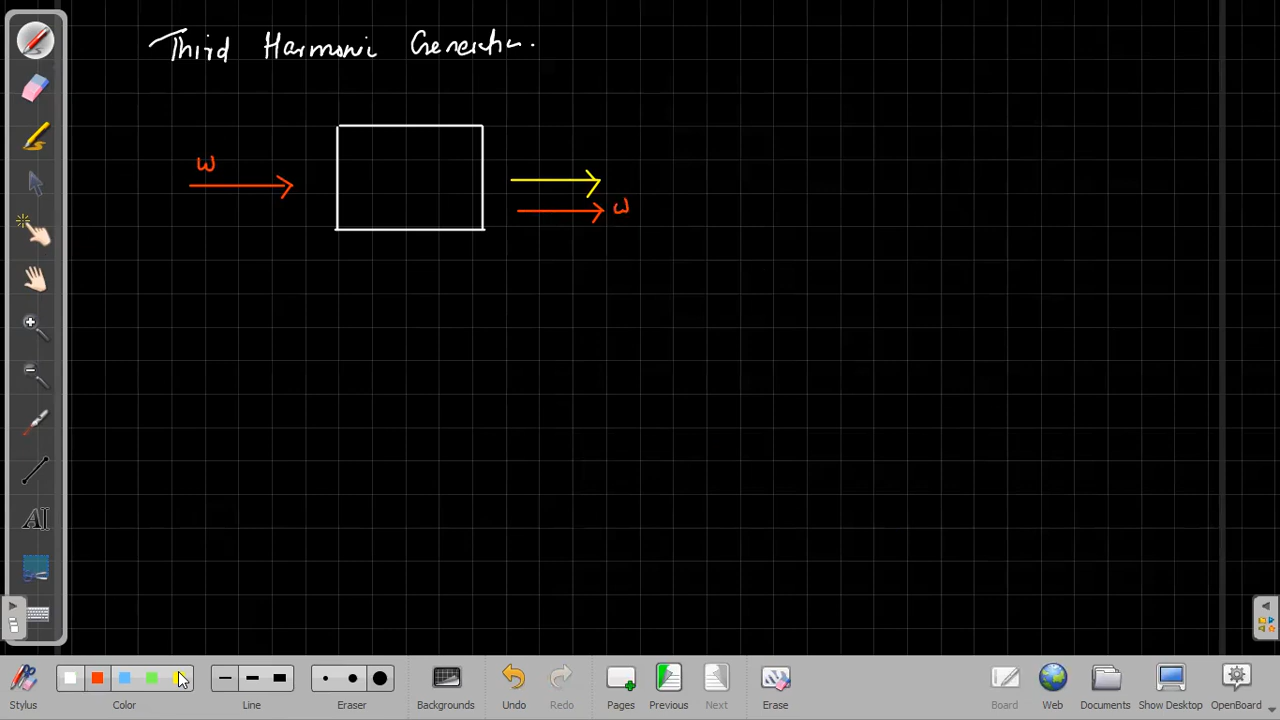 Third Harmonic Generation.
ω
ω
AI
Stylus
Color
Line
Eraser
Backgrounds
Undo
Redo
Pages
Previous
Next
Erase
Board
Web
Documents
Show Desktop
OpenBoard